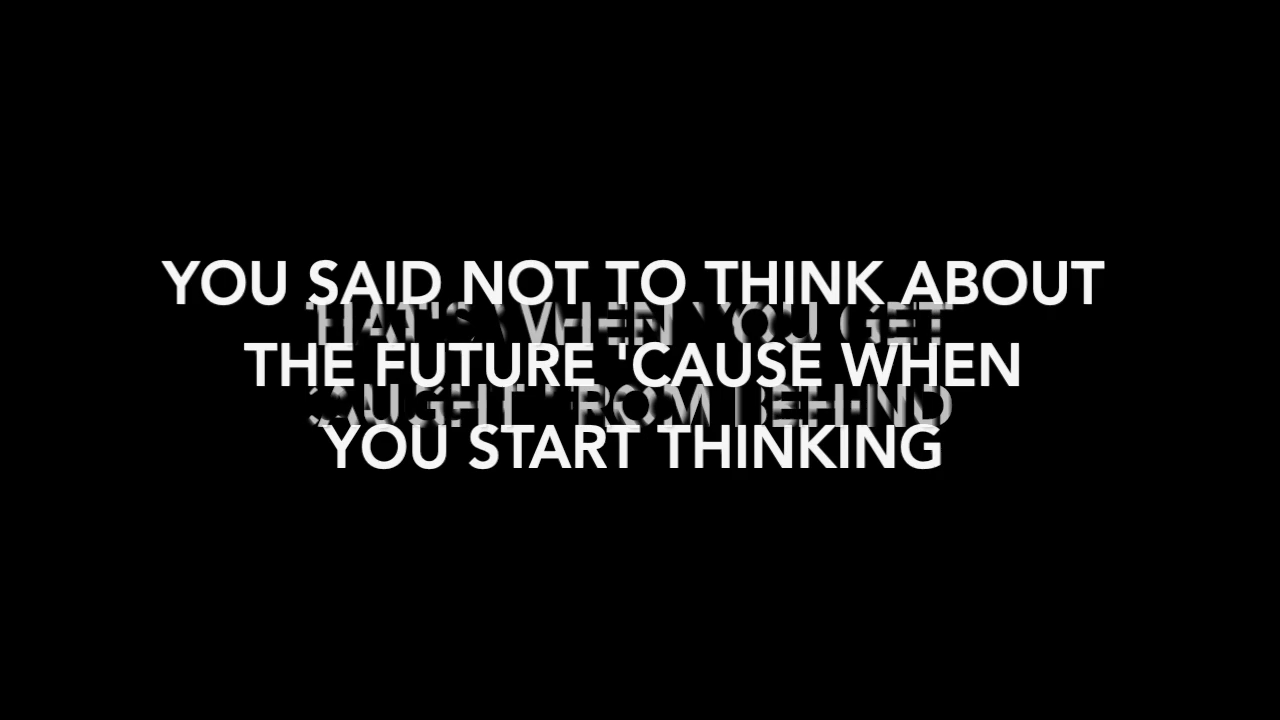 YOU SAID NOT TO THINK ABOUT
THAT'S WHEN YOU GET
THE FUTURE 'CAUSE WHEN
CAUGHT FROM BEHIND
YOU START THINKING